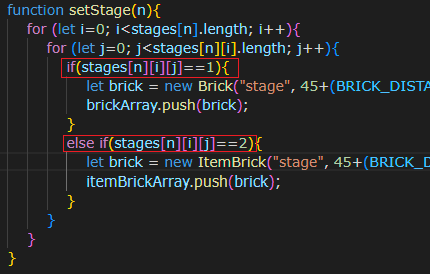 function setStage(n){
for (let i=0; i<stages[n].length; i++){
for (let j=0; j<stages[n][i].length; j++){
if(stages[n][i][j]==1){
let brick = new Brick("stage", 45+(BRICK_DISTA
brickArray.push(brick);
}
else if(stages[n][i][j]==2){
let brick = new ItemBrick("stage", 45+(BRICK_D
itemBrickArray.push(brick);
}
}
}
}